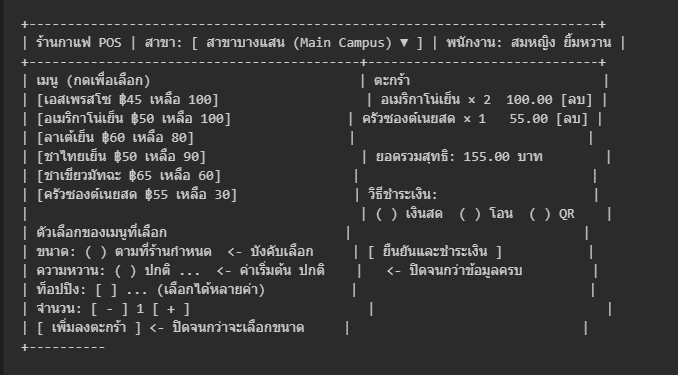 +-----------------------------------------------------------------------+
| ร้านกาแฟ POS | สาขา: [ สาขาบางแสน (Main Campus) ▼ ] | พนักงาน: สมหญิง ยิ้มหวาน |
+-----------------------------------------+-----------------------------+
| เมนู (กดเพื่อเลือก) | ตะกร้า |
| [เอสเพรสโซ ฿45 เหลือ 100] | อเมริกาโน่เย็น × 2 100.00 [ลบ] |
| [อเมริกาโน่เย็น ฿50 เหลือ 100] | ครัวซองต์เนยสด × 1 55.00 [ลบ] |
| [ลาเต้เย็น ฿60 เหลือ 80] | |
| [ชาไทยเย็น ฿50 เหลือ 90] | ยอดรวมสุทธิ: 155.00 บาท |
| [ชาเขียวมัทฉะ ฿65 เหลือ 60] | |
| [ครัวซองต์เนยสด ฿55 เหลือ 30] | วิธีชำระเงิน: |
| | ( ) เงินสด ( ) โอน ( ) QR |
| ตัวเลือกของเมนูที่เลือก | |
| ขนาด: ( ) ตามที่ร้านกำหนด <- บังคับเลือก | [ ยืนยันและชำระเงิน ] |
| ความหวาน: ( ) ปกติ ... <- ค่าเริ่มต้น ปกติ | <- ปิดจนกว่าข้อมูลครบ |
| ท็อปปิง: [ ] ... (เลือกได้หลายค่า) | |
| จำนวน: [ - ] 1 [ + ] | |
| [ เพิ่มลงตะกร้า ] <- ปิดจนกว่าจะเลือกขนาด | |
+----------